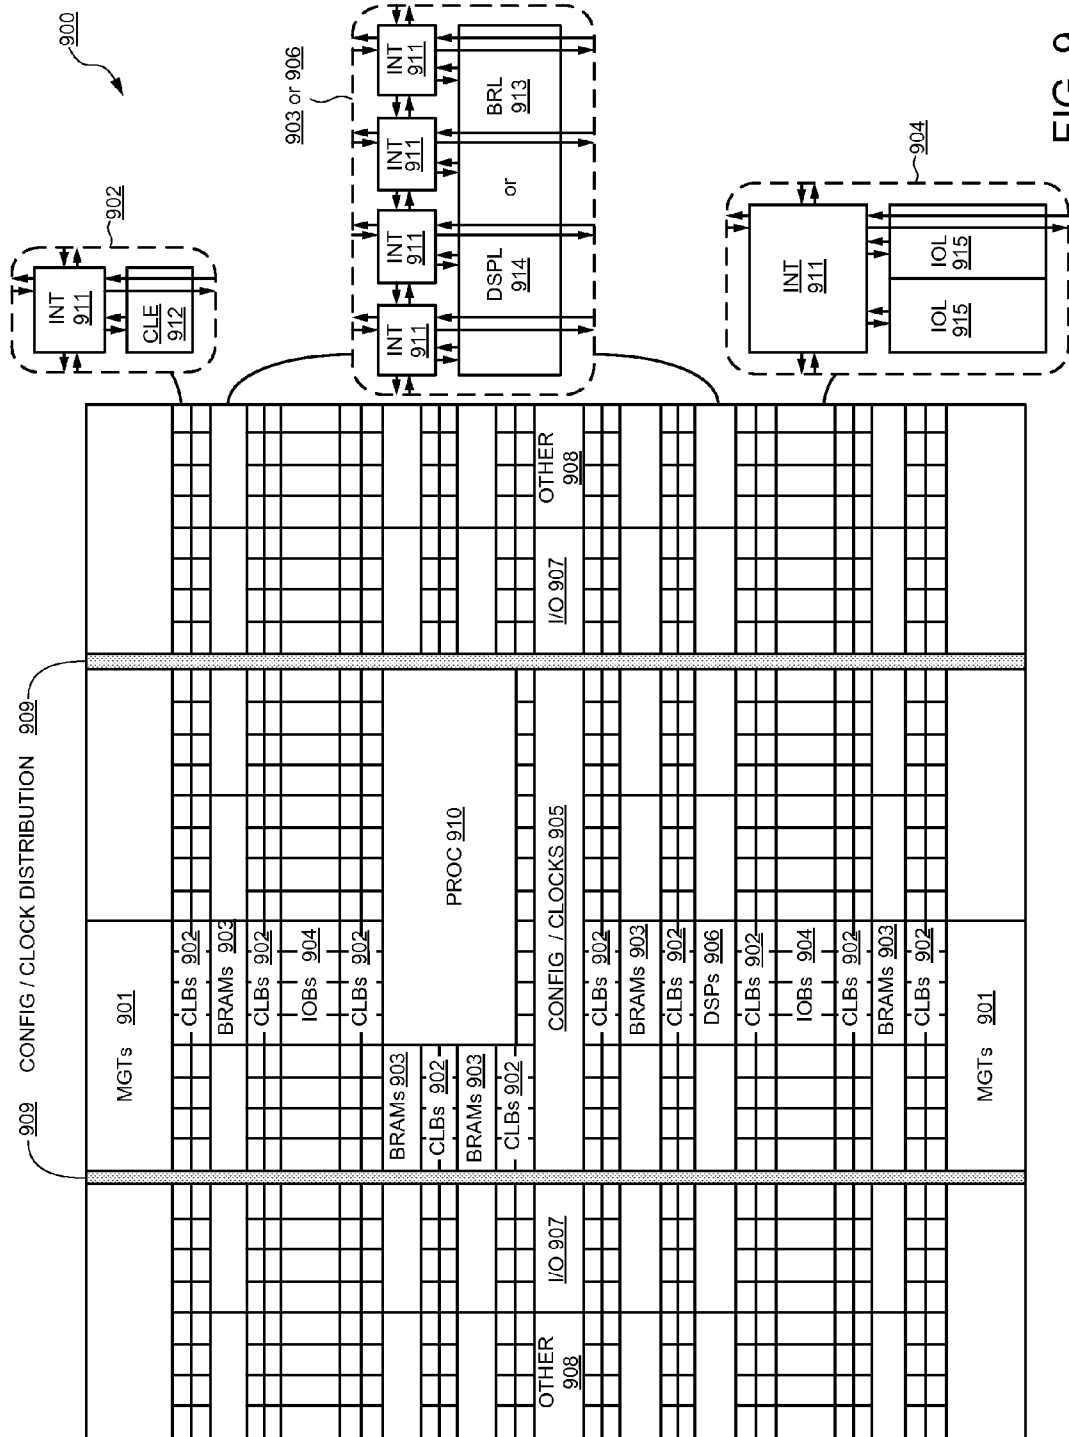 900
CONFIG / CLOCK DISTRIBUTION
909
909
MGTs 901
CLBs 902
BRAMs 903
CLBs 902
IOBs 904
CLBs 902
BRAMs 903
CLBs 902
BRAMs 903
CLBs 902
PROC 910
OTHER
908
I/O 907
CONFIG / CLOCKS 905
I/O 907
OTHER
908
CLBs 902
BRAMs 903
CLBs 902
DSPs 906
CLBs 902
IOBs 904
CLBs 902
BRAMs 903
CLBs 902
MGTs 901
902
INT
911
CLE
912
903 or 906
INT
911
INT
911
INT
911
INT
911
DSPL
914
or
BRL
913
904
INT
911
IOL
915
IOL
915
FIG. 9